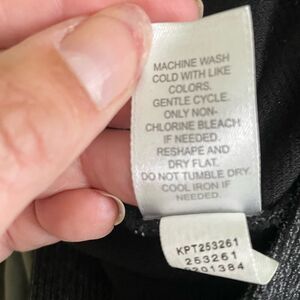 MACHINE WASH
COLD WITH LIKE
COLORS.
GENTLE CYCLE.
ONLY NON-
CHLORINE BLEACH
IF NEEDED.
RESHAPE AND
DRY FLAT.
DO NOT TUMBLE DRY.
COOL IRON IF
NEEDED.
KPT253261
253261